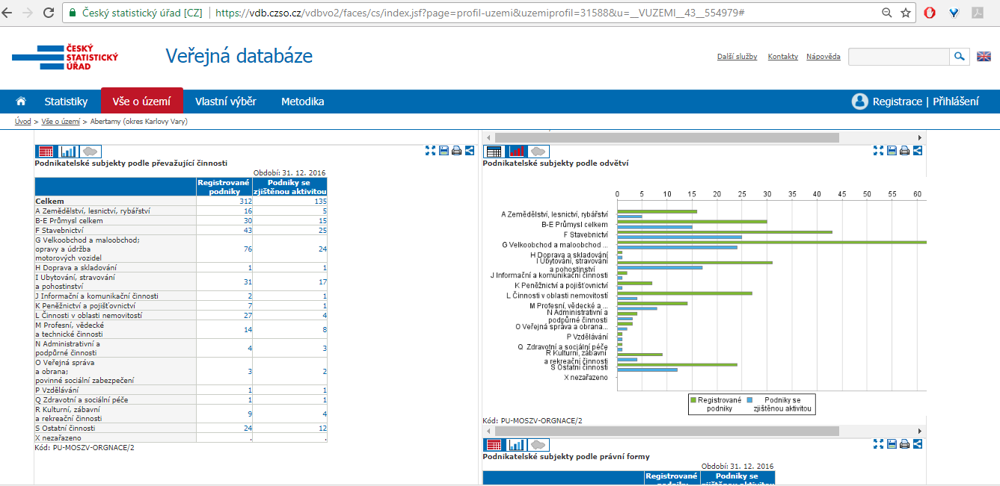 Český statistický úřad [CZ] https://vdb.czso.cz/vdbvo2/faces/cs/index.jsf?page=profil-uzemi&uzemiprofil=31588&u=__VUZEMI__43__554979#
ČESKÝ
STATISTICKÝ
ÚŘAD
Veřejná databáze
Další služby Kontakty Nápověda
Statistiky Vše o území Vlastní výběr Metodika Registrace | Přihlášení
Úvod > Vše o území > Abertamy (okres Karlovy Vary)
Podnikatelské subjekty podle převažující činnosti
Období: 31. 12. 2016
Registrované podniky Podniky se zjištěnou aktivitou
Celkem 312 135
A Zemědělství, lesnictví, rybářství 16 5
B-E Průmysl celkem 30 15
F Stavebnictví 43 25
G Velkoobchod a maloobchod;
opravy a údržba 76 24
motorových vozidel
H Doprava a skladování 1 1
I Ubytování, stravování
a pohostinství 31 17
J Informační a komunikační činnosti 2 1
K Peněžnictví a pojišťovnictví 7 1
L Činnosti v oblasti nemovitostí 27 4
M Profesní, vědecké
a technické činnosti 14 8
N Administrativní a
podpůrné činnosti 4 3
O Veřejná správa
a obrana; 3 2
povinné sociální zabezpečení
P Vzdělávání 1 1
Q Zdravotní a sociální péče 1 1
R Kulturní, zábavní
a rekreační činnosti 9 4
S Ostatní činnosti 24 12
X nezařazeno . .
Kód: PU-MOSZV-ORGNACE/2
Podnikatelské subjekty podle odvětví
0 5 10 15 20 25 30 35 40 45 50 55 60
A Zemědělství, lesnictví, rybářství
B-E Průmysl celkem
F Stavebnictví
G Velkoobchod a maloobchod ...
H Doprava a skladování
I Ubytování, stravování
a pohostinství
J Informační a komunikační činnosti
K Peněžnictví a pojišťovnictví
L Činnosti v oblasti nemovitostí
M Profesní, vědecké a ...
N Administrativní a
podpůrné činnosti
O Veřejná správa a obrana...
P Vzdělávání
Q Zdravotní a sociální péče
R Kulturní, zábavní
a rekreační činnosti
S Ostatní činnosti
X nezařazeno
Registrované podniky Podniky se zjištěnou aktivitou
Kód: PU-MOSZV-ORGNACE/2
Podnikatelské subjekty podle právní formy
Období: 31. 12. 2016
Registrované Podniky se
podniky zjištěnou aktivitou